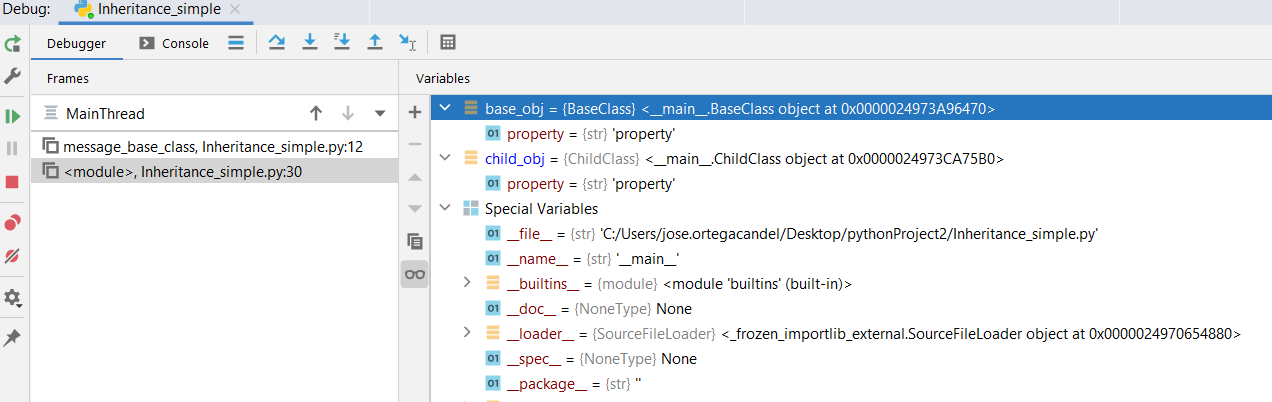 Debug: Inheritance_simple
Debugger Console
Frames
Variables
MainThread
message_base_class, Inheritance_simple.py:12
<module>, Inheritance_simple.py:30
base_obj = {BaseClass} <__main__.BaseClass object at 0x0000024973A96470>
01 property = {str} 'property'
child_obj = {ChildClass} <__main__.ChildClass object at 0x0000024973CA75B0>
01 property = {str} 'property'
Special Variables
01 __file__ = {str} 'C:/Users/jose.ortegacandel/Desktop/pythonProject2/Inheritance_simple.py'
01 __name__ = {str} '__main__'
__builtins__ = {module} <module 'builtins' (built-in)>
01 __doc__ = {NoneType} None
__loader__ = {SourceFileLoader} <_frozen_importlib_external.SourceFileLoader object at 0x0000024970654880>
01 __spec__ = {NoneType} None
01 __package__ = {str} ''